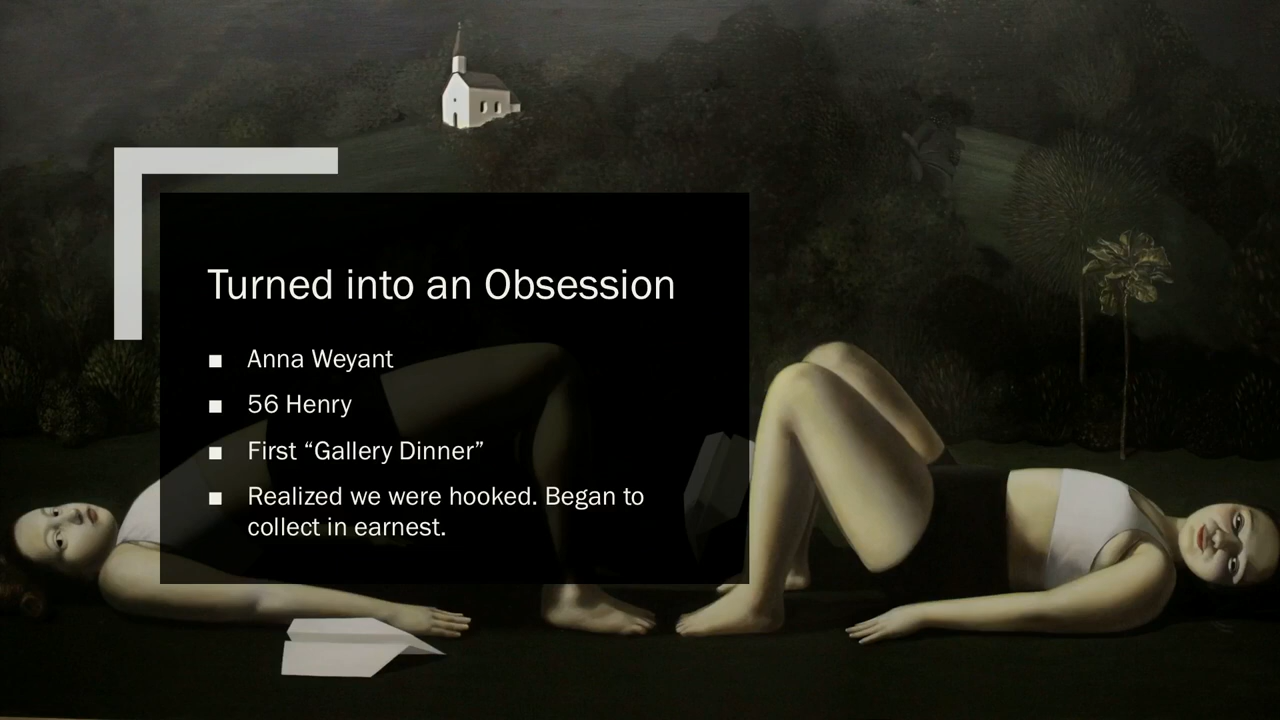 Turned into an Obsession
■ Anna Weyant
■ 56 Henry
■ First “Gallery Dinner”
■ Realized we were hooked. Began to
collect in earnest.